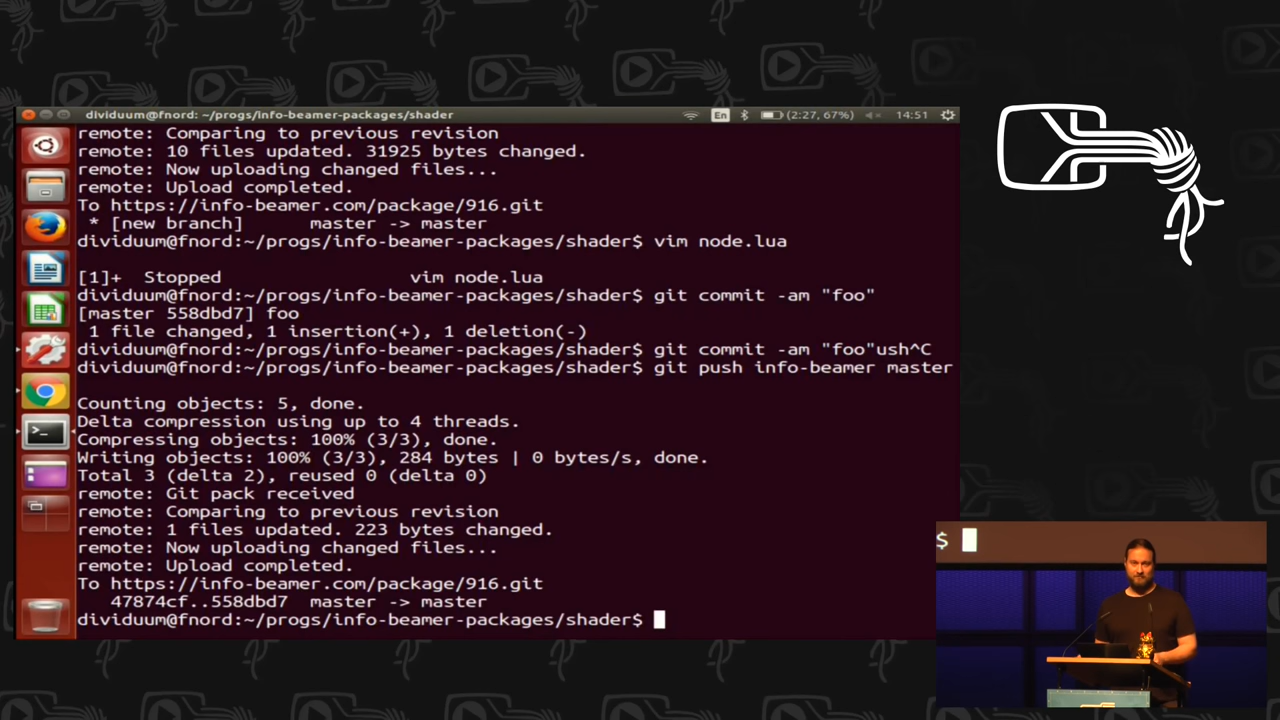 dividuum@fnord: ~/progs/info-beamer-packages/shader
En
(2:27, 67%)
14:51
remote: Comparing to previous revision
remote: 10 files updated. 31925 bytes changed.
remote: Now uploading changed files...
remote: Upload completed.
To https://info-beamer.com/package/916.git
* [new branch] master -> master
dividuum@fnord:~/progs/info-beamer-packages/shader$ vim node.lua
[1]+ Stopped vim node.lua
dividuum@fnord:~/progs/info-beamer-packages/shader$ git commit -am "foo"
[master 558dbd7] foo
1 file changed, 1 insertion(+), 1 deletion(-)
dividuum@fnord:~/progs/info-beamer-packages/shader$ git commit -am "foo"ush^C
dividuum@fnord:~/progs/info-beamer-packages/shader$ git push info-beamer master
Counting objects: 5, done.
Delta compression using up to 4 threads.
Compressing objects: 100% (3/3), done.
Writing objects: 100% (3/3), 284 bytes | 0 bytes/s, done.
Total 3 (delta 2), reused 0 (delta 0)
remote: Git pack received
remote: Comparing to previous revision
remote: 1 files updated. 223 bytes changed.
remote: Now uploading changed files...
remote: Upload completed.
To https://info-beamer.com/package/916.git
47874cf..558dbd7 master -> master
dividuum@fnord:~/progs/info-beamer-packages/shader$
$